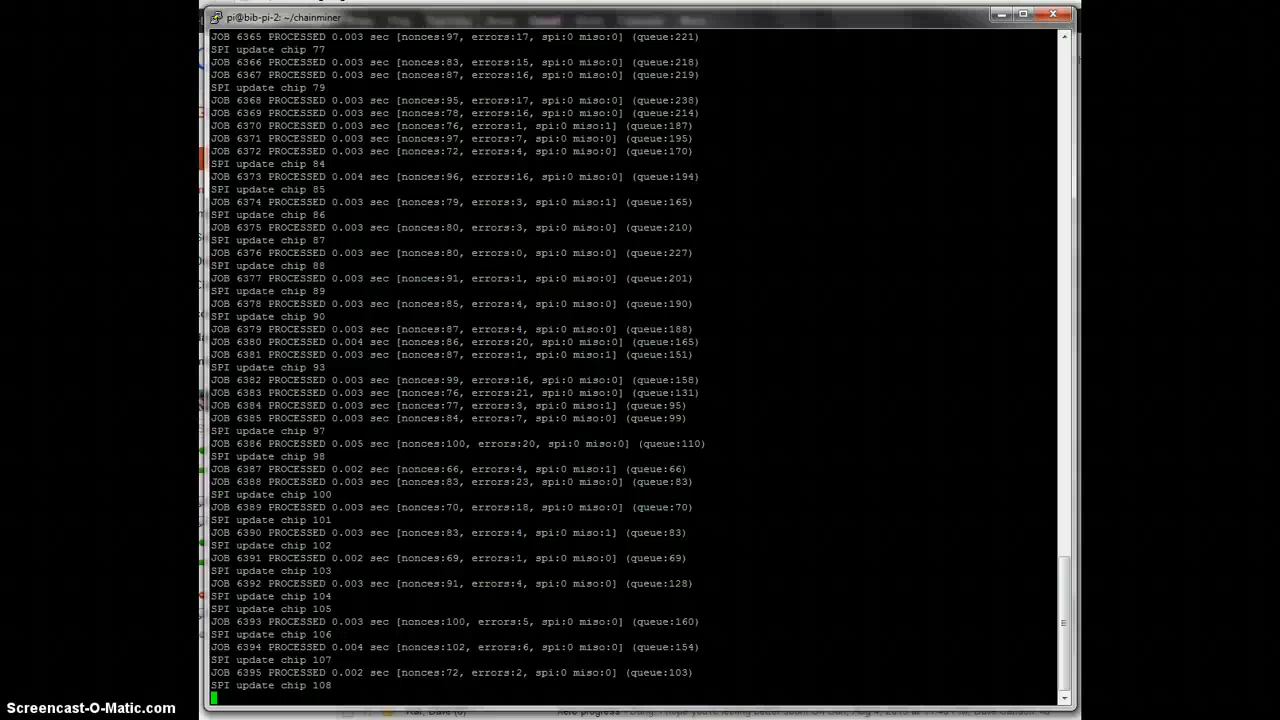 pi@bib-pi-2: ~/chainminer
JOB 6365 PROCESSED 0.003 sec [nonces:97, errors:17, spi:0 miso:0] (queue:221)
SPI update chip 77
JOB 6366 PROCESSED 0.003 sec [nonces:83, errors:15, spi:0 miso:0] (queue:218)
JOB 6367 PROCESSED 0.003 sec [nonces:87, errors:16, spi:0 miso:0] (queue:219)
SPI update chip 79
JOB 6368 PROCESSED 0.003 sec [nonces:95, errors:17, spi:0 miso:0] (queue:238)
JOB 6369 PROCESSED 0.003 sec [nonces:78, errors:16, spi:0 miso:0] (queue:214)
JOB 6370 PROCESSED 0.003 sec [nonces:76, errors:1, spi:0 miso:1] (queue:187)
JOB 6371 PROCESSED 0.003 sec [nonces:97, errors:7, spi:0 miso:0] (queue:195)
JOB 6372 PROCESSED 0.003 sec [nonces:72, errors:4, spi:0 miso:0] (queue:170)
SPI update chip 84
JOB 6373 PROCESSED 0.004 sec [nonces:96, errors:16, spi:0 miso:0] (queue:194)
SPI update chip 85
JOB 6374 PROCESSED 0.003 sec [nonces:79, errors:3, spi:0 miso:1] (queue:165)
SPI update chip 86
JOB 6375 PROCESSED 0.003 sec [nonces:80, errors:3, spi:0 miso:0] (queue:210)
SPI update chip 87
JOB 6376 PROCESSED 0.003 sec [nonces:80, errors:0, spi:0 miso:0] (queue:227)
SPI update chip 88
JOB 6377 PROCESSED 0.003 sec [nonces:91, errors:1, spi:0 miso:0] (queue:201)
SPI update chip 89
JOB 6378 PROCESSED 0.003 sec [nonces:85, errors:4, spi:0 miso:0] (queue:190)
SPI update chip 90
JOB 6379 PROCESSED 0.003 sec [nonces:87, errors:4, spi:0 miso:0] (queue:188)
JOB 6380 PROCESSED 0.004 sec [nonces:86, errors:20, spi:0 miso:0] (queue:165)
JOB 6381 PROCESSED 0.003 sec [nonces:87, errors:1, spi:0 miso:1] (queue:151)
SPI update chip 93
JOB 6382 PROCESSED 0.003 sec [nonces:99, errors:16, spi:0 miso:0] (queue:158)
JOB 6383 PROCESSED 0.003 sec [nonces:76, errors:21, spi:0 miso:0] (queue:131)
JOB 6384 PROCESSED 0.003 sec [nonces:77, errors:3, spi:0 miso:1] (queue:95)
JOB 6385 PROCESSED 0.003 sec [nonces:84, errors:7, spi:0 miso:0] (queue:99)
SPI update chip 97
JOB 6386 PROCESSED 0.005 sec [nonces:100, errors:20, spi:0 miso:0] (queue:110)
SPI update chip 98
JOB 6387 PROCESSED 0.002 sec [nonces:66, errors:4, spi:0 miso:1] (queue:66)
JOB 6388 PROCESSED 0.003 sec [nonces:83, errors:23, spi:0 miso:0] (queue:83)
SPI update chip 100
JOB 6389 PROCESSED 0.003 sec [nonces:70, errors:18, spi:0 miso:0] (queue:70)
SPI update chip 101
JOB 6390 PROCESSED 0.003 sec [nonces:83, errors:4, spi:0 miso:1] (queue:83)
SPI update chip 102
JOB 6391 PROCESSED 0.002 sec [nonces:69, errors:1, spi:0 miso:0] (queue:69)
SPI update chip 103
JOB 6392 PROCESSED 0.003 sec [nonces:91, errors:4, spi:0 miso:0] (queue:128)
SPI update chip 104
SPI update chip 105
JOB 6393 PROCESSED 0.003 sec [nonces:100, errors:5, spi:0 miso:0] (queue:160)
SPI update chip 106
JOB 6394 PROCESSED 0.004 sec [nonces:102, errors:6, spi:0 miso:0] (queue:154)
SPI update chip 107
JOB 6395 PROCESSED 0.002 sec [nonces:72, errors:2, spi:0 miso:0] (queue:103)
SPI update chip 108
Screencast-O-Matic.com